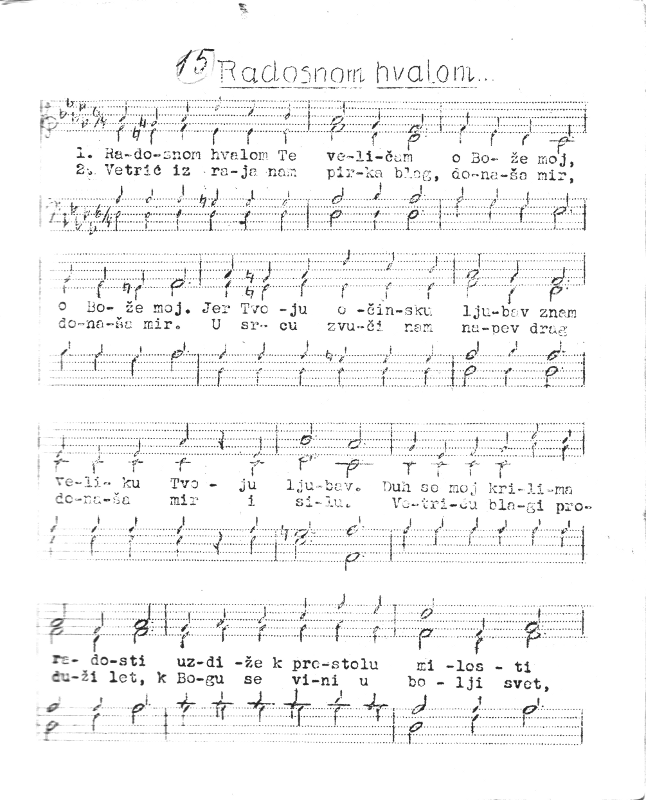 15 Radosnom hvalom...
1. Ra-do-snom hvalom Te ve-li-čam o Bo- že moj,
2. Vetrić iz ra-ja nam pir-ka blag, do-na-ša mir,
o Bo- že moj. Jer Tvo -ju o -čin-sku lju-bav znam
do-na-ša mir. U sr-cu zvu-či nam na-pev drag
Ve-li- ku Tvo - ju lju-bav. Duh se moj kri-li-ma
do-na-ša mir i si-lu. Ve-tri-ću bla-gi pro-
ra- do-sti uz-di -že k pre-stolu mi -los - ti
du-ži let, k Bo-gu se vi-ni u bo - lji svet,